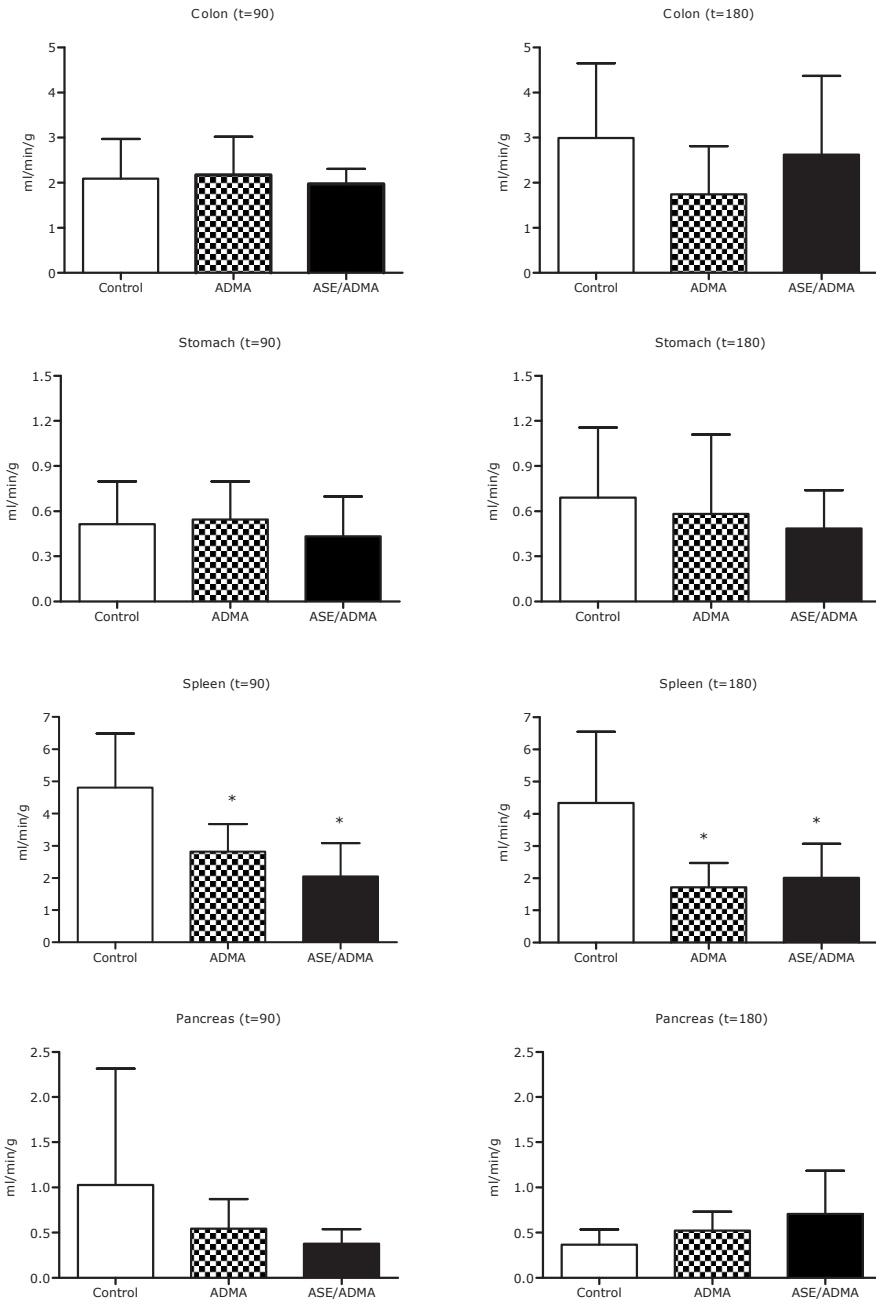 Colon (t=90)
5
4
3
2
1
0
ml/min/g
Control ADMA ASE/ADMA
Colon (t=180)
5
4
3
2
1
0
ml/min/g
Control ADMA ASE/ADMA
Stomach (t=90)
1.5
1.2
0.9
0.6
0.3
0.0
ml/min/g
Control ADMA ASE/ADMA
Stomach (t=180)
1.5
1.2
0.9
0.6
0.3
0.0
ml/min/g
Control ADMA ASE/ADMA
Spleen (t=90)
7
6
5
4
3
2
1
0
ml/min/g
* *
Control ADMA ASE/ADMA
Spleen (t=180)
7
6
5
4
3
2
1
0
ml/min/g
* *
Control ADMA ASE/ADMA
Pancreas (t=90)
2.5
2.0
1.5
1.0
0.5
0.0
ml/min/g
Control ADMA ASE/ADMA
Pancreas (t=180)
2.5
2.0
1.5
1.0
0.5
0.0
ml/min/g
Control ADMA ASE/ADMA